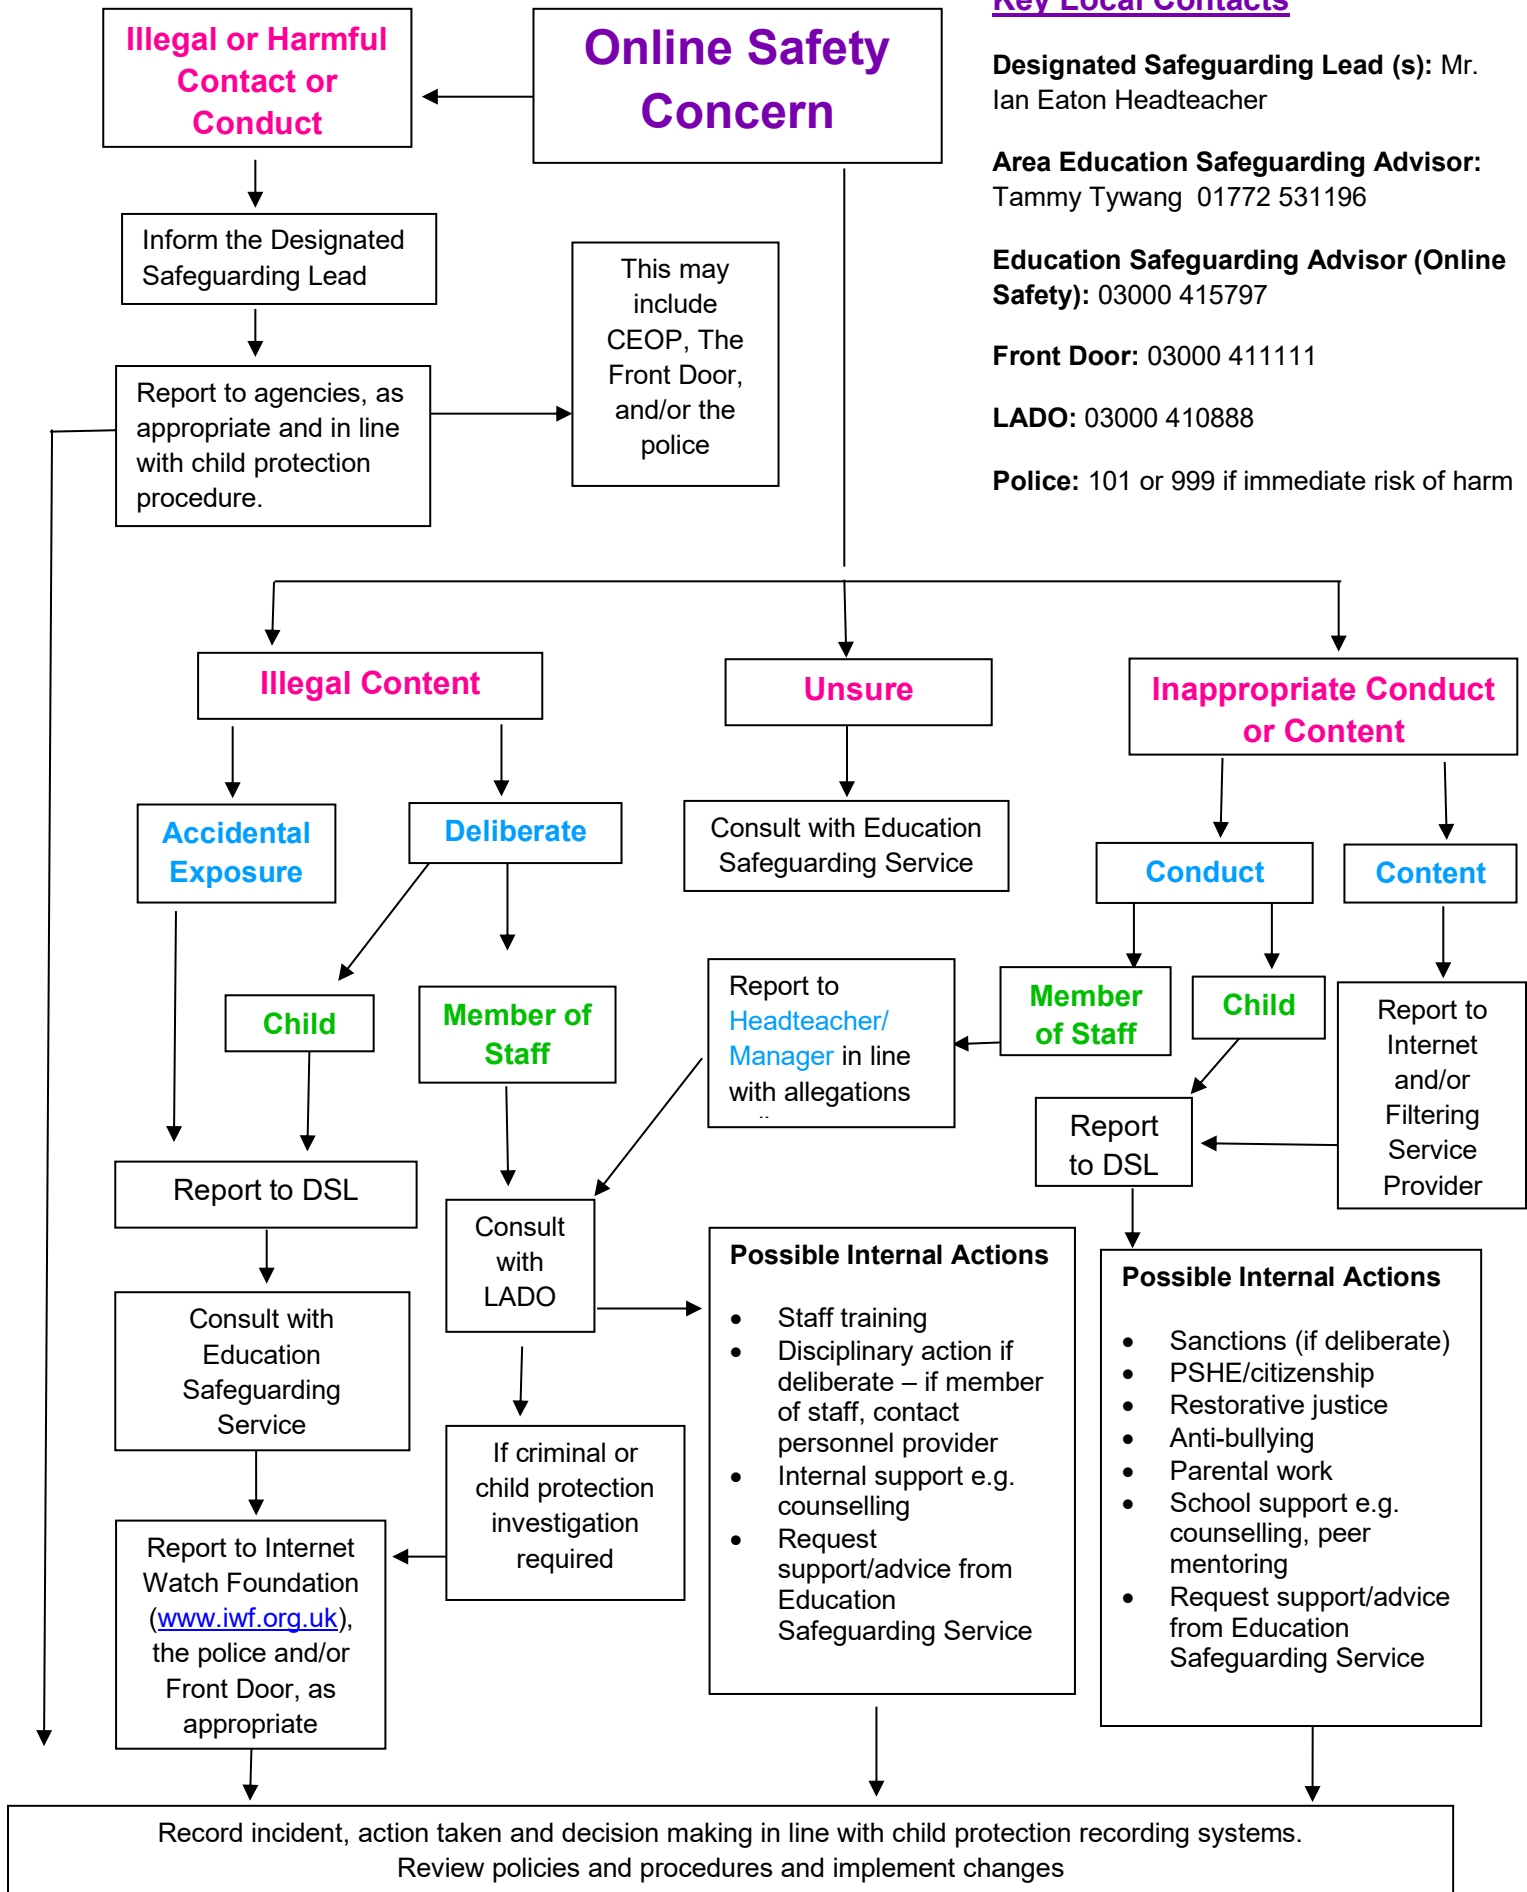 Key Local Contacts
Illegal or Harmful
Contact or
Conduct
Online Safety
Concern
Designated Safeguarding Lead (s): Mr.
Ian Eaton Headteacher
Area Education Safeguarding Advisor:
Tammy Tywang 01772 531196
Education Safeguarding Advisor (Online
Safety): 03000 415797
Front Door: 03000 411111
LADO: 03000 410888
Police: 101 or 999 if immediate risk of harm
Inform the Designated
Safeguarding Lead
This may
include
CEOP, The
Front Door,
and/or the
police
Report to agencies, as
appropriate and in line
with child protection
procedure.
Illegal Content
Unsure
Inappropriate Conduct
or Content
Accidental
Exposure
Deliberate
Consult with Education
Safeguarding Service
Conduct
Content
Child
Member of
Staff
Report to
Headteacher/
Manager in line
with allegations
Member
of Staff
Child
Report to
Internet
and/or
Filtering
Service
Provider
Report
to DSL
Report to DSL
Consult
with
LADO
Consult with
Education
Safeguarding
Service
If criminal or
child protection
investigation
required
Report to Internet
Watch Foundation
(www.iwf.org.uk),
the police and/or
Front Door, as
appropriate
Possible Internal Actions
• Staff training
• Disciplinary action if
deliberate – if member
of staff, contact
personnel provider
• Internal support e.g.
counselling
• Request
support/advice from
Education
Safeguarding Service
Possible Internal Actions
• Sanctions (if deliberate)
• PSHE/citizenship
• Restorative justice
• Anti-bullying
• Parental work
• School support e.g.
counselling, peer
mentoring
• Request support/advice
from Education
Safeguarding Service
Record incident, action taken and decision making in line with child protection recording systems.
Review policies and procedures and implement changes